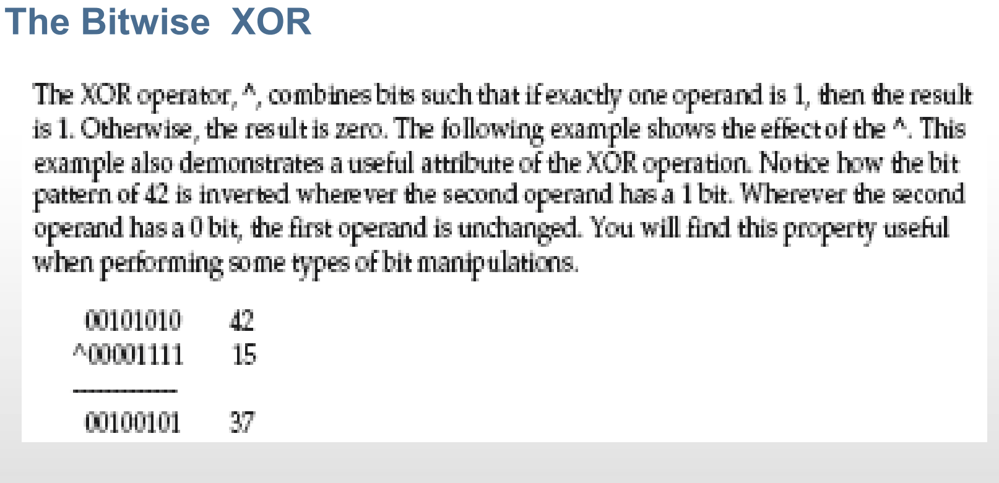 The Bitwise XOR
The XOR operator, ^, combines bits such that if exactly one operand is 1, then the result
is 1. Otherwise, the result is zero. The following example shows the effect of the ^. This
example also demonstrates a useful attribute of the XOR operation. Notice how the bit
pattern of 42 is inverted wherever the second operand has a 1 bit. Wherever the second
operand has a 0 bit, the first operand is unchanged. You will find this property useful
when performing some types of bit manipulations.
00101010 42
^00001111 15
-------------
00100101 37